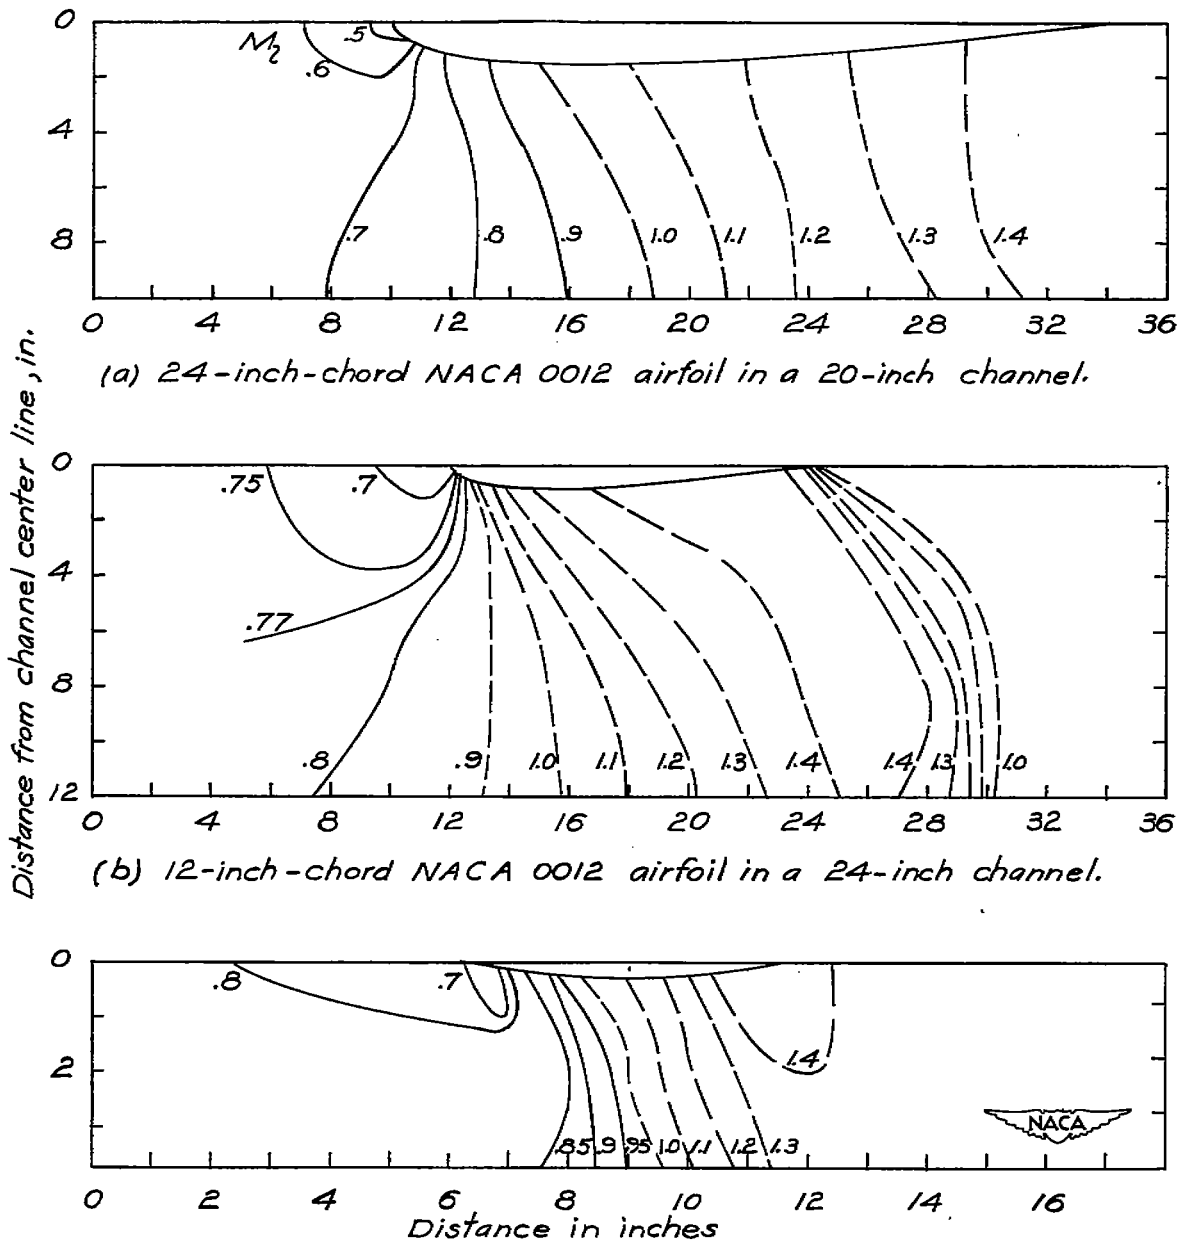 Distance from channel center line, in.
0
4
8
M₂ .6 .5
.7 .8 .9 1.0 1.1 1.2 1.3 1.4
0 4 8 12 16 20 24 28 32 36
(a) 24-inch-chord NACA 0012 airfoil in a 20-inch channel.
0
4
8
12
.75 .7
.77
.8 .9 1.0 1.1 1.2 1.3 1.4 1.4 1.3 1.0
0 4 8 12 16 20 24 28 32 36
(b) 12-inch-chord NACA 0012 airfoil in a 24-inch channel.
0
2
.8 .7
1.4
NACA
.85 .9 .95 1.0 1.1 1.2 1.3
0 2 4 6 8 10 12 14 16
Distance in inches